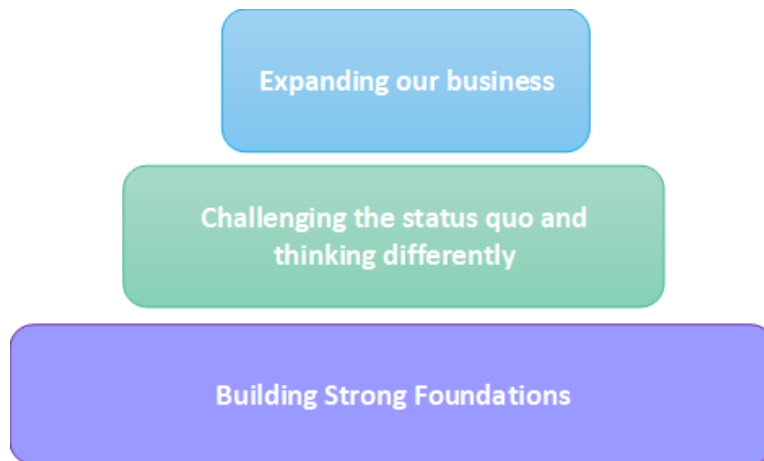 Expanding our business
Challenging the status quo and
thinking differently
Building Strong Foundations